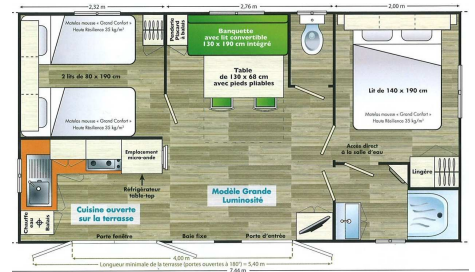 2,52 m
2,76 m
2,00 m
Matelas mousse « Grand Confort »
Haute Résilience 35 kg/m³
2 lits de 80 x 190 cm
Matelas mousse « Grand Confort »
Haute Résilience 35 kg/m³
Penderie
Placard
à balais
Banquette
avec lit convertible
130 x 190 cm intégré
Table
de 130 x 68 cm
avec pieds pliables
Lit de 140 x 190 cm
Matelas mousse « Grand Confort »
Haute Résilience 35 kg/m³
Accès direct
à la salle d'eau
Lingère
Emplacement
micro-onde
Réfrigérateur
table-top
Chauffe
eau
Balais
Cuisine ouverte
sur la terrasse
Modèle Grande
Luminosité
Porte fenêtre
Baie fixe
Porte d'entrée
4,00 m
Longueur minimale de la terrasse (portes ouvertes à 180°) = 5,40 m
7,44 m